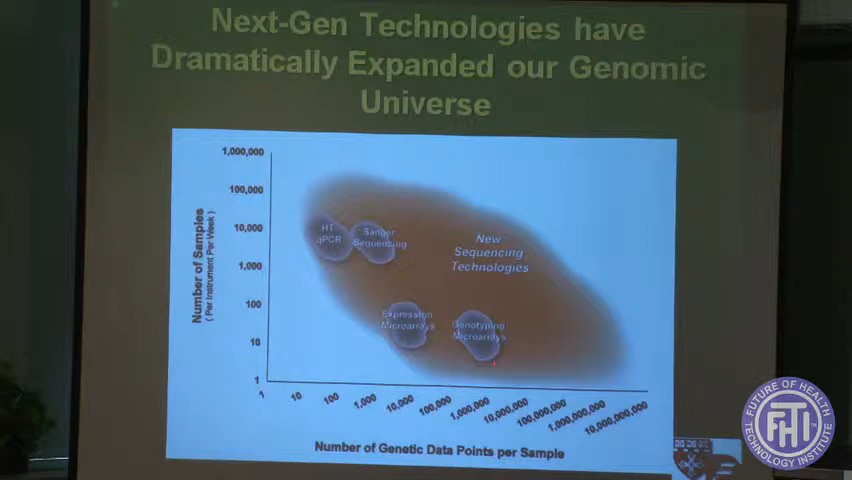 Next-Gen Technologies have
Dramatically Expanded our Genomic
Universe
1,000,000
100,000
10,000
1,000
100
10
1
Number of Samples
( Per Instrument Per Week )
HT
qPCR
Sanger
Sequencing
New
Sequencing
Technologies
Expression
Microarrays
Genotyping
Microarrays
1
10
100
1,000
10,000
100,000
1,000,000
10,000,000
100,000,000
1,000,000,000
10,000,000,000
Number of Genetic Data Points per Sample
FUTURE OF HEALTH
FHTI
TECHNOLOGY INSTITUTE